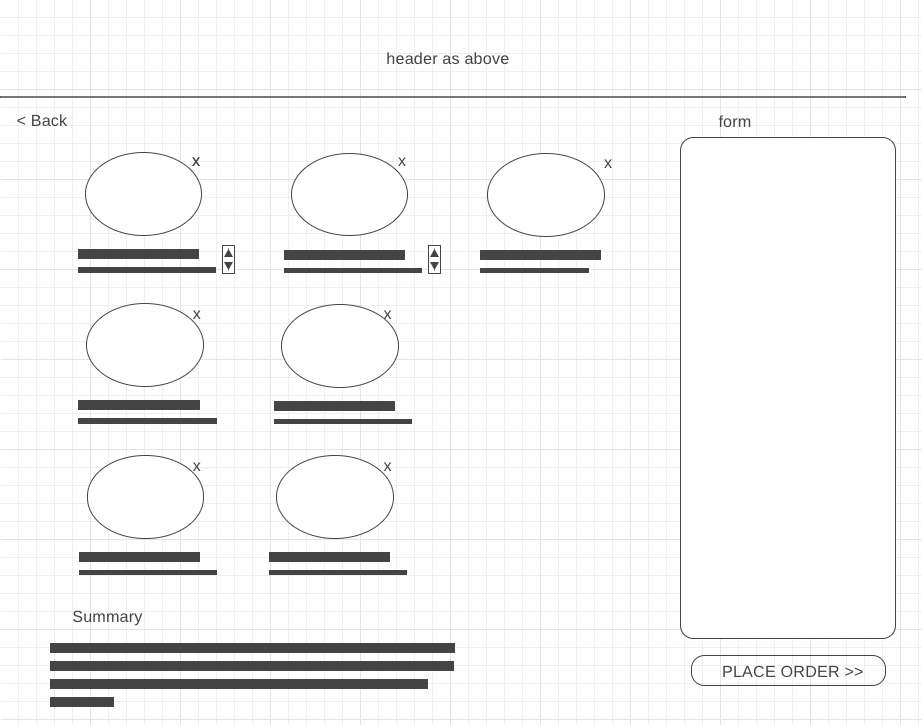 header as above
< Back
form
x
x
x
x
x
x
x
Summary
PLACE ORDER >>